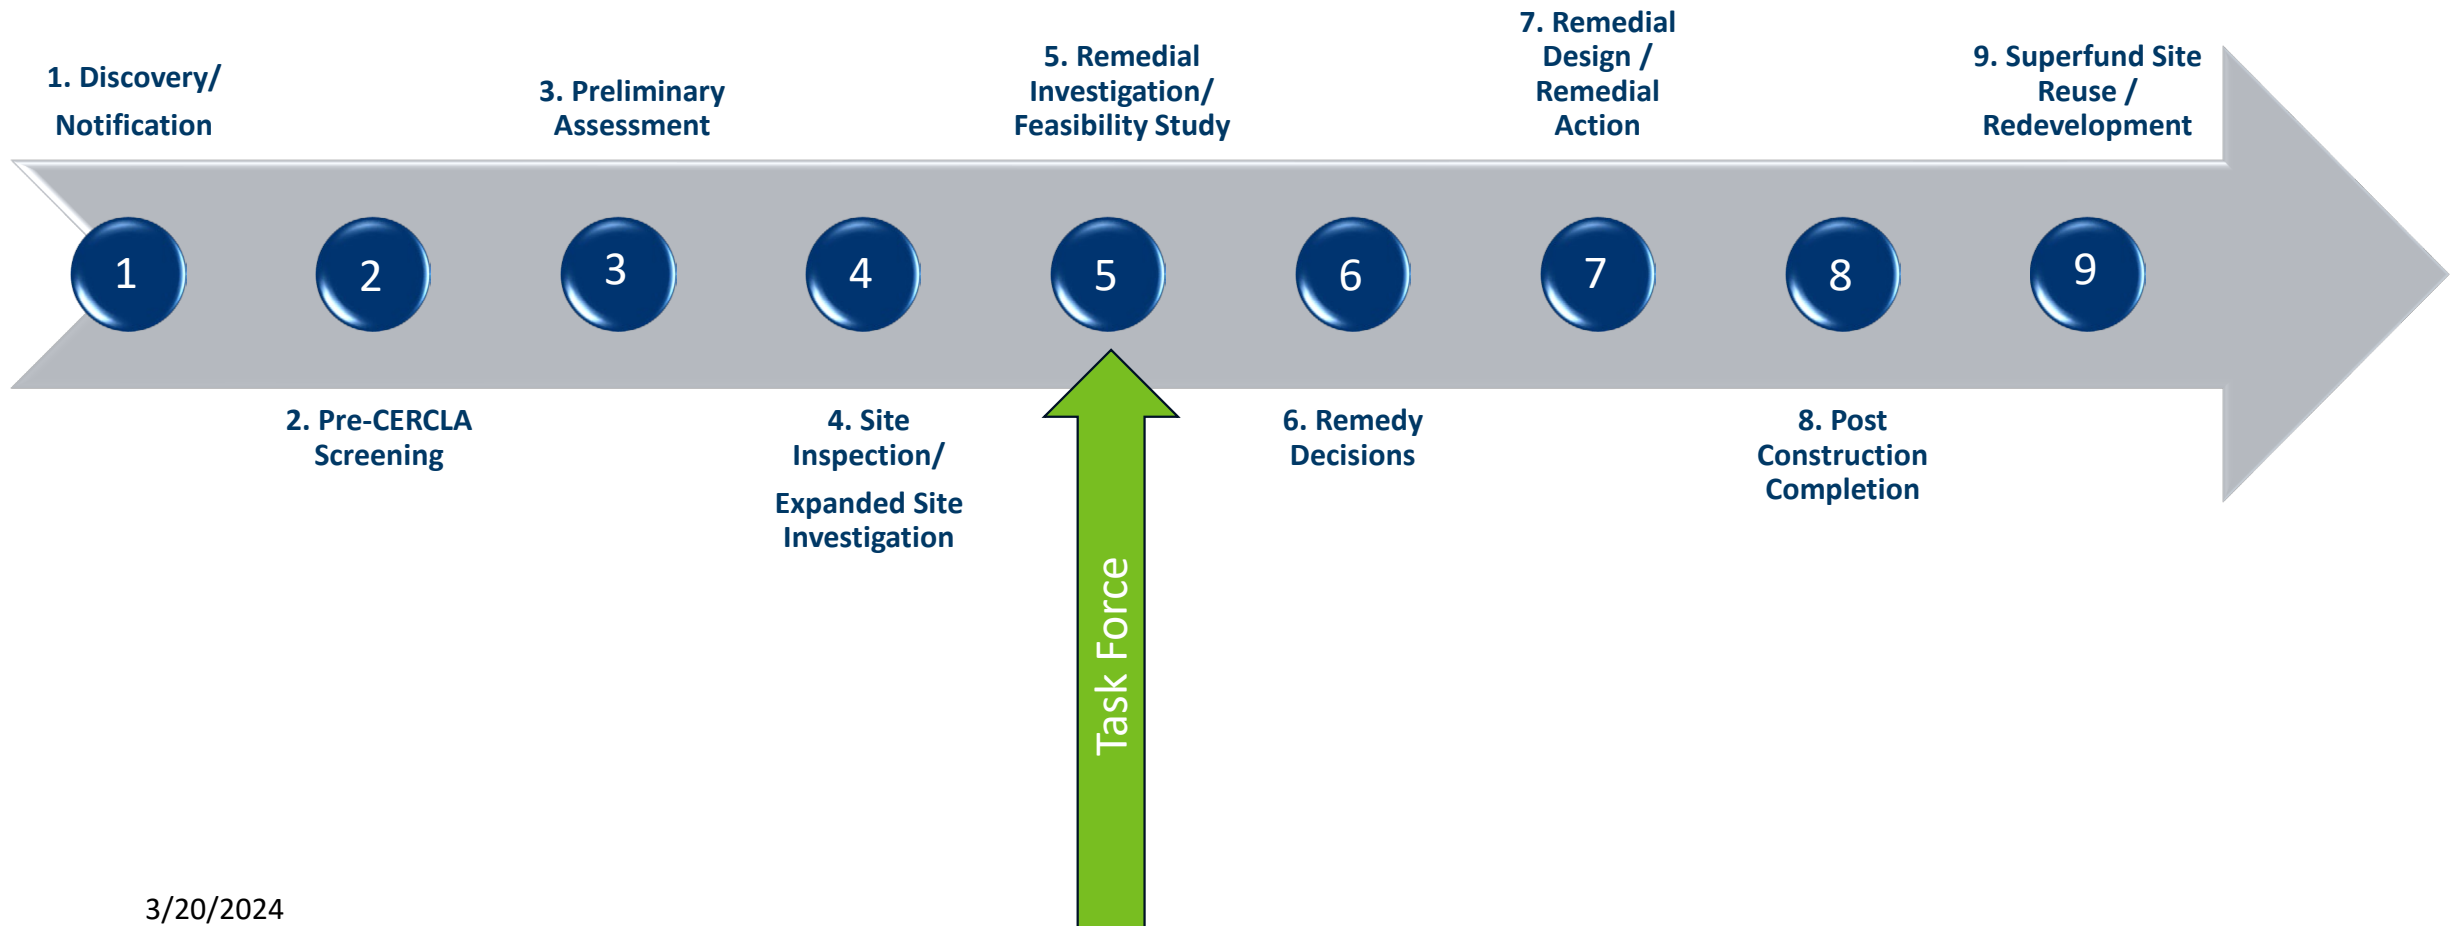 1. Discovery/
Notification
3. Preliminary
Assessment
5. Remedial
Investigation/
Feasibility Study
7. Remedial
Design /
Remedial
Action
9. Superfund Site
Reuse /
Redevelopment
1
2
3
4
5
6
7
8
9
2. Pre-CERCLA
Screening
4. Site
Inspection/
Expanded Site
Investigation
6. Remedy
Decisions
8. Post
Construction
Completion
Task Force
3/20/2024